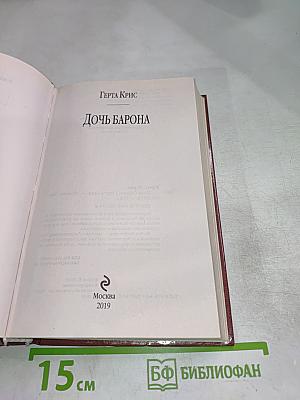 Герта Крис
Дочь барона
Москва
2019
15 см
БФ БИБЛИОФАН